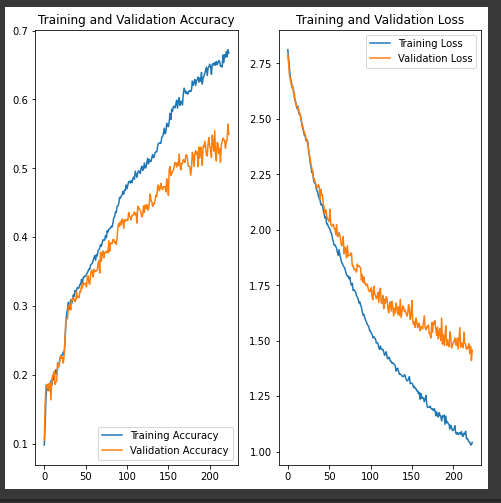 Training and Validation Accuracy
0.7
0.6
0.5
0.4
0.3
0.2
0.1
0 50 100 150 200
Training Accuracy
Validation Accuracy
Training and Validation Loss
2.75
2.50
2.25
2.00
1.75
1.50
1.25
1.00
0 50 100 150 200
Training Loss
Validation Loss